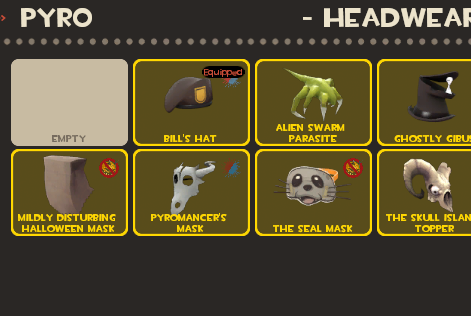 > PYRO - HEADWEAR
Equipped
EMPTY
BILL'S HAT
ALIEN SWARM
PARASITE
GHOSTLY GIBUS
MILDLY DISTURBING
HALLOWEEN MASK
PYROMANCER'S
MASK
THE SEAL MASK
THE SKULL ISLAN
TOPPER